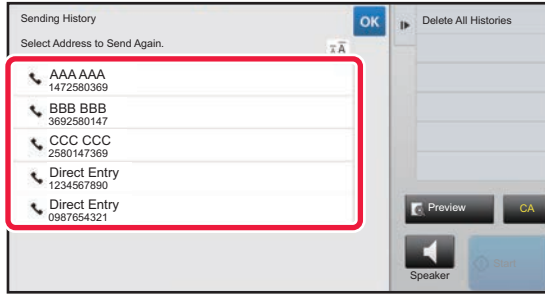 Sending History
OK
Delete All Histories
Select Address to Send Again.
A A
AAA AAA
1472580369
BBB BBB
3692580147
CCC CCC
2580147369
Direct Entry
1234567890
Direct Entry
0987654321
Preview
CA
Speaker
Start